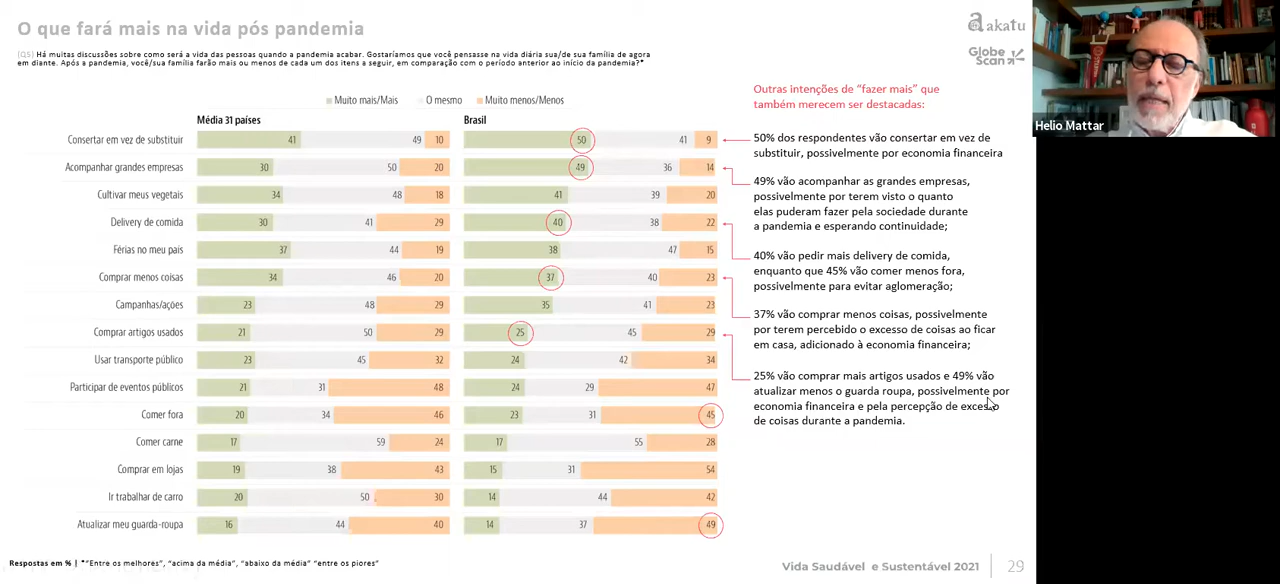 O que fará mais na vida pós pandemia
(Q5) Há muitas discussões sobre como será a vida das pessoas quando a pandemia acabar. Gostaríamos que você pensasse na vida diária sua/de sua família de agora
em diante. Após a pandemia, você/sua família farão mais ou menos de cada um dos itens a seguir, em comparação com o período anterior ao início da pandemia?*
akatu
Globe
Scan
Helio Mattar
Muito mais/Mais O mesmo Muito menos/Menos
Média 31 países Brasil
Consertar em vez de substituir 41 49 10 50 41 9
Acompanhar grandes empresas 30 50 20 49 36 14
Cultivar meus vegetais 34 48 18 41 39 20
Delivery de comida 30 41 29 40 38 22
Férias no meu país 37 44 19 38 47 15
Comprar menos coisas 34 46 20 37 40 23
Campanhas/ações 23 48 29 35 41 23
Comprar artigos usados 21 50 29 25 45 29
Usar transporte público 23 45 32 24 42 34
Participar de eventos públicos 21 31 48 24 29 47
Comer fora 20 34 46 23 31 45
Comer carne 17 59 24 17 55 28
Comprar em lojas 19 38 43 15 31 54
Ir trabalhar de carro 20 50 30 14 44 42
Atualizar meu guarda-roupa 16 44 40 14 37 49
Outras intenções de “fazer mais” que
também merecem ser destacadas:
50% dos respondentes vão consertar em vez de
substituir, possivelmente por economia financeira
49% vão acompanhar as grandes empresas,
possivelmente por terem visto o quanto
elas puderam fazer pela sociedade durante
a pandemia e esperando continuidade;
40% vão pedir mais delivery de comida,
enquanto que 45% vão comer menos fora,
possivelmente para evitar aglomeração;
37% vão comprar menos coisas, possivelmente
por terem percebido o excesso de coisas ao ficar
em casa, adicionado à economia financeira;
25% vão comprar mais artigos usados e 49% vão
atualizar menos o guarda roupa, possivelmente por
economia financeira e pela percepção de excesso
de coisas durante a pandemia.
Respostas em % | *“Entre os melhores”, “acima da média”, “abaixo da média” “entre os piores”
Vida Saudável e Sustentável 2021 29